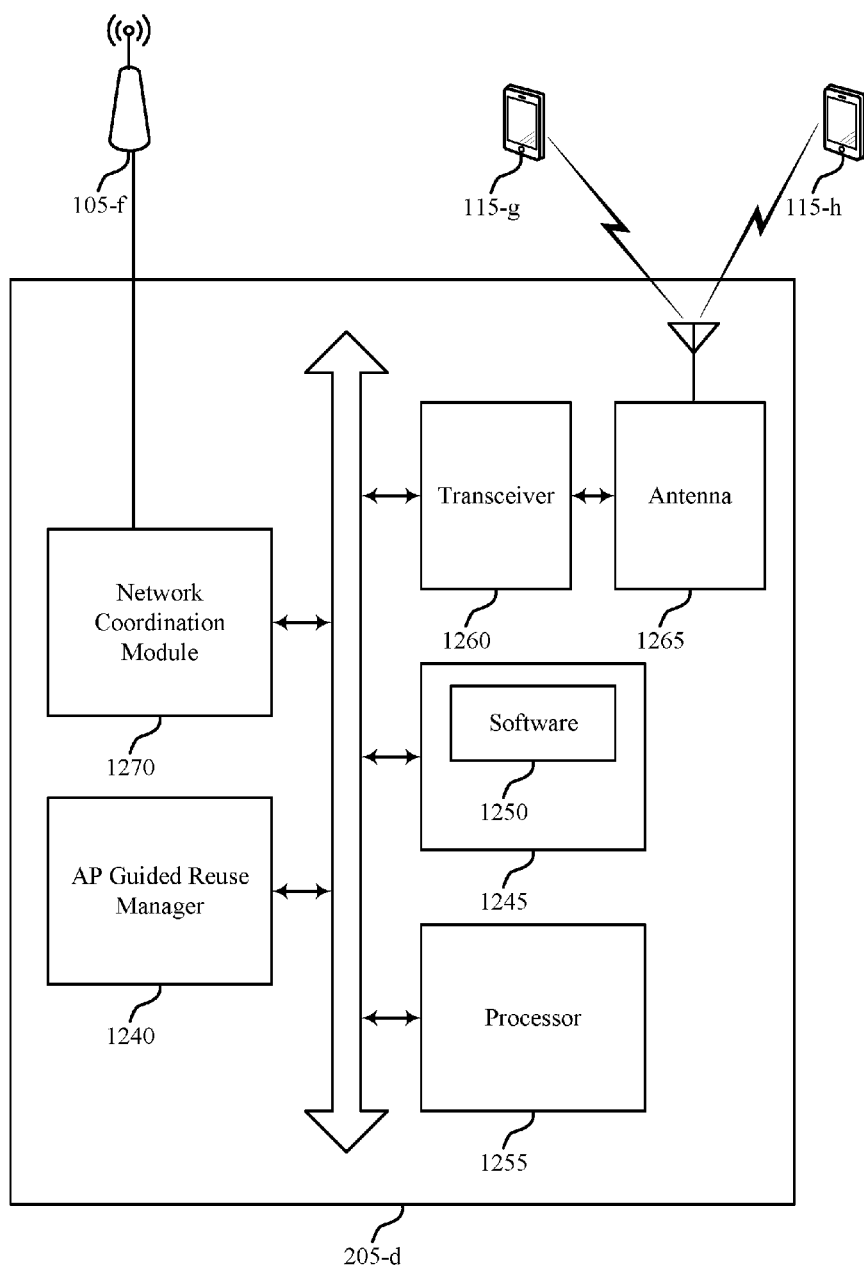 105-f
115-g
115-h
Transceiver
Antenna
Network
Coordination
Module
1260
1265
Software
1270
1250
AP Guided Reuse
Manager
1245
1240
Processor
1255
205-d